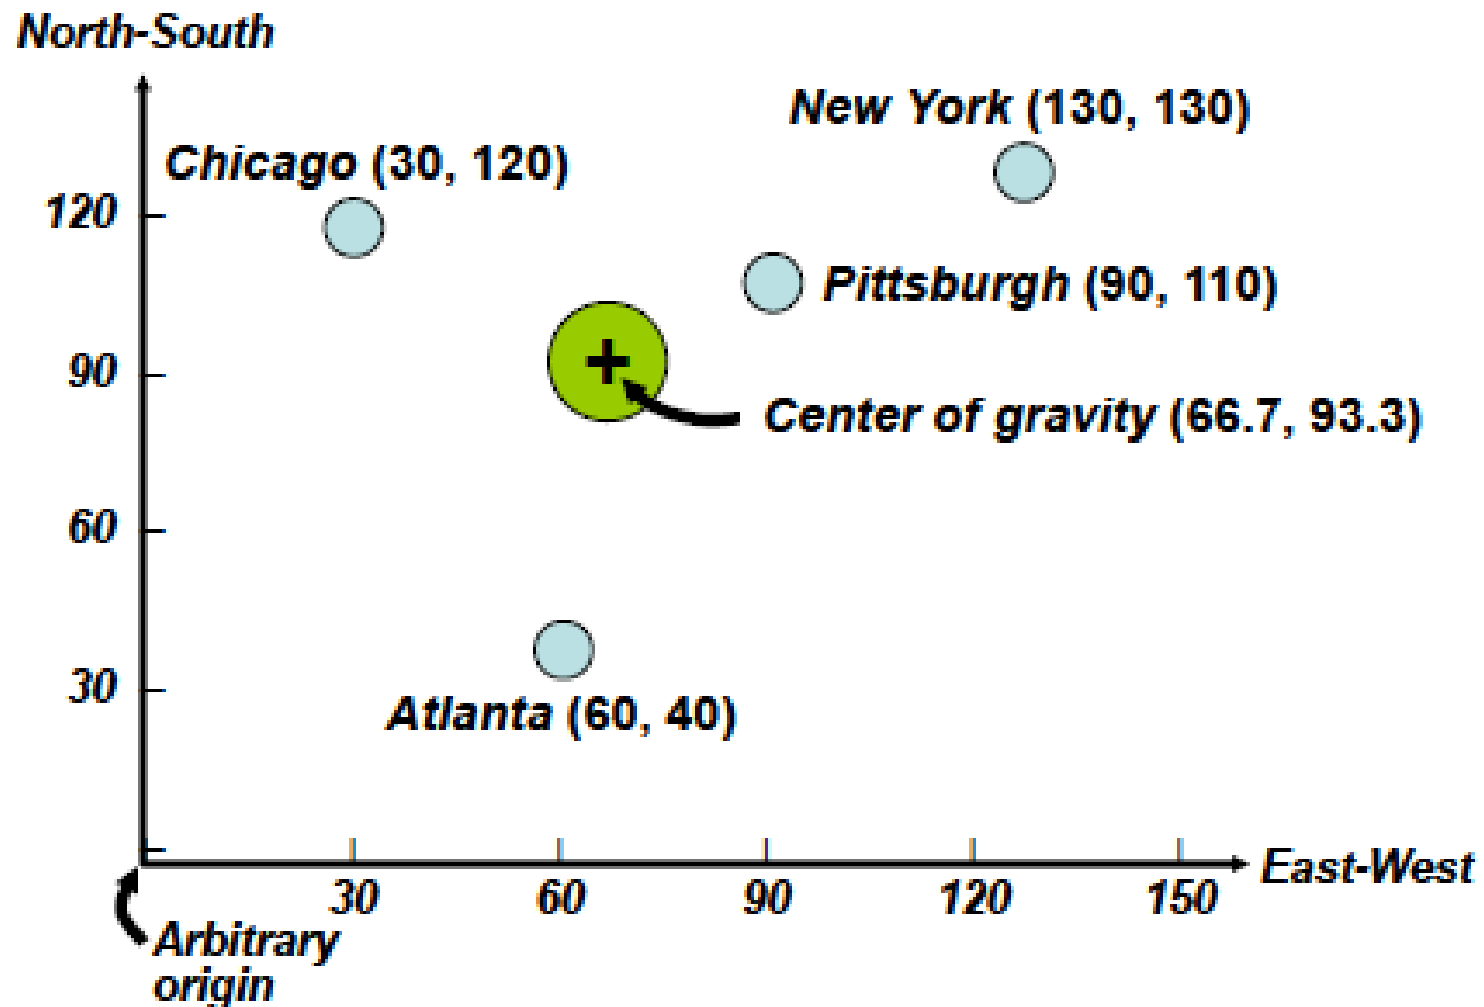 North-South
New York (130, 130)
Chicago (30, 120)
120
Pittsburgh (90, 110)
90
+
Center of gravity (66.7, 93.3)
60
30
Atlanta (60, 40)
East-West
30 60 90 120 150
Arbitrary
origin